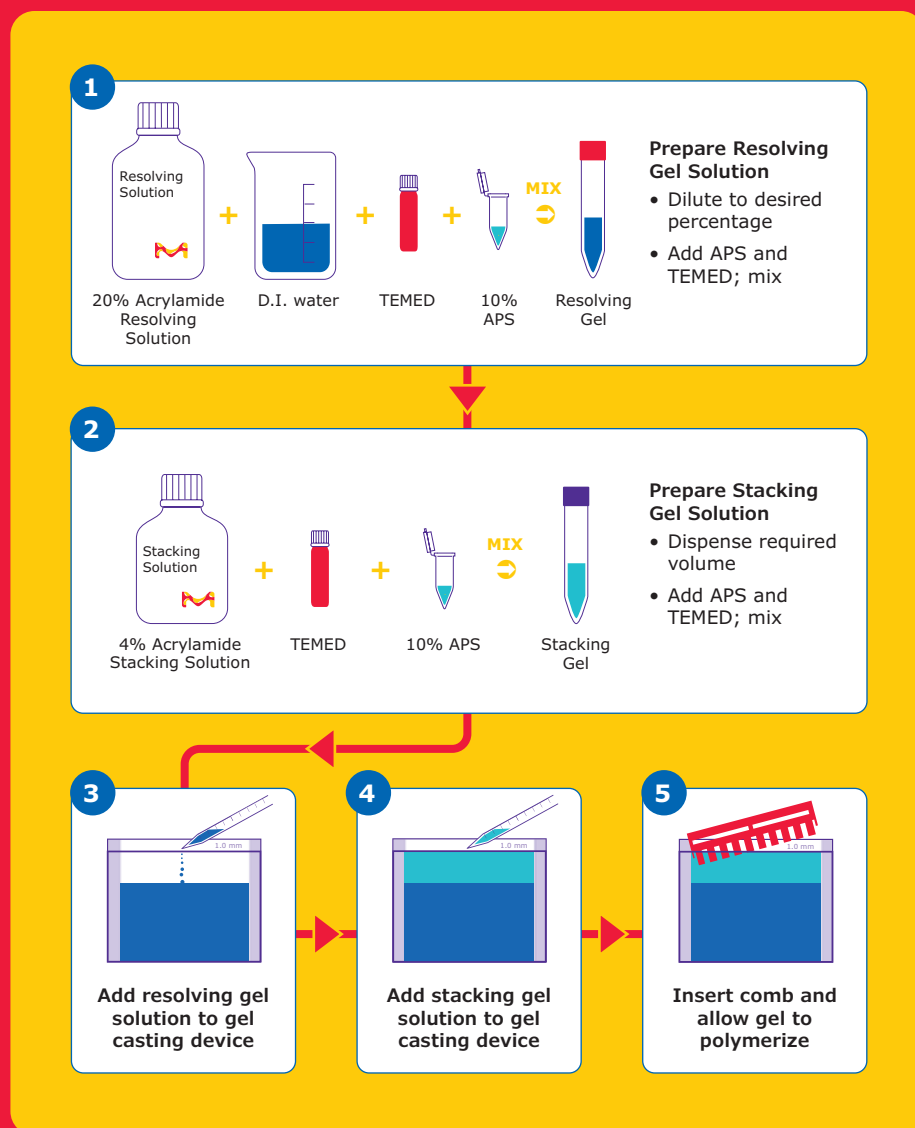 1
Resolving
Solution
+
+
+
MIX
20% Acrylamide
Resolving
Solution
D.I. water
TEMED
10%
APS
Resolving
Gel
Prepare Resolving
Gel Solution
• Dilute to desired
percentage
• Add APS and
TEMED; mix
2
Stacking
Solution
+
+
MIX
4% Acrylamide
Stacking Solution
TEMED
10% APS
Stacking
Gel
Prepare Stacking
Gel Solution
• Dispense required
volume
• Add APS and
TEMED; mix
3
1.0 mm
Add resolving gel
solution to gel
casting device
4
1.0 mm
Add stacking gel
solution to gel
casting device
5
1.0 mm
Insert comb and
allow gel to
polymerize